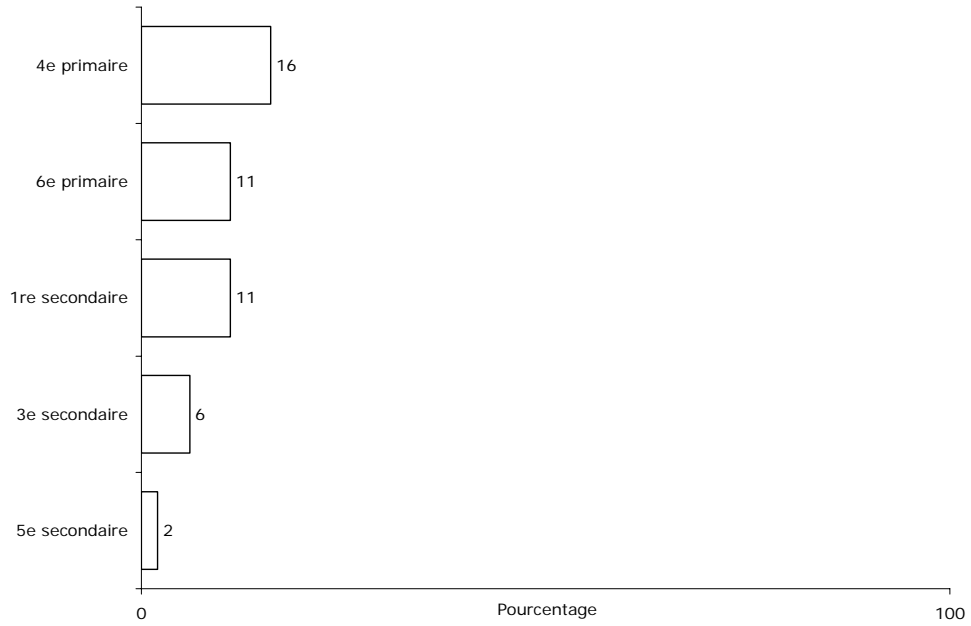 4e primaire 16
6e primaire 11
1re secondaire 11
3e secondaire 6
5e secondaire 2
0 Pourcentage 100